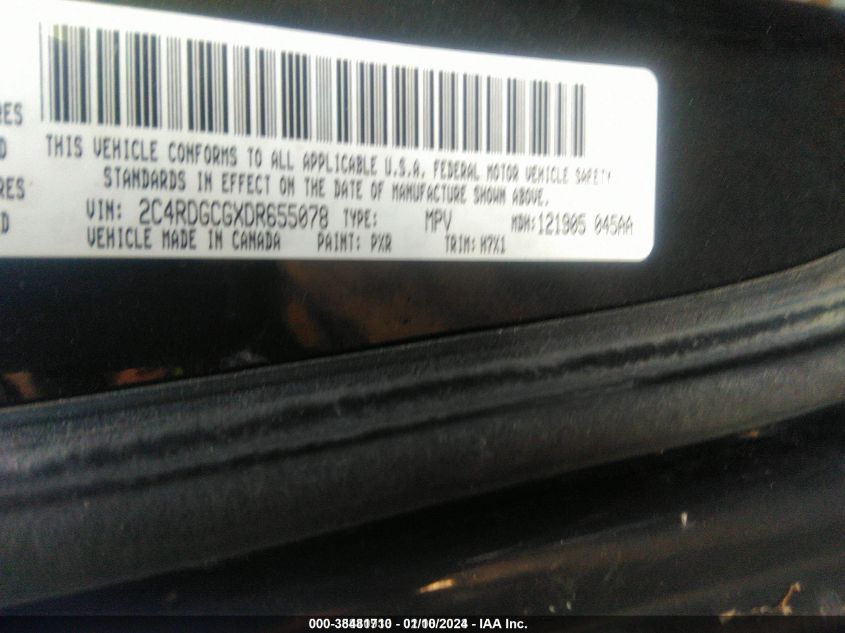 RES
D
RES
D
THIS VEHICLE CONFORMS TO ALL APPLICABLE U.S.A. FEDERAL MOTOR VEHICLE SAFETY
STANDARDS IN EFFECT ON THE DATE OF MANUFACTURE SHOWN ABOVE.
VIN: 2C4RDGCGXDR655078 TYPE: MPV MDH:121905 045AA
VEHICLE MADE IN CANADA PAINT: PXR TRIM: M7X1
000-38481710 - 01/10/2024 - IAA Inc.